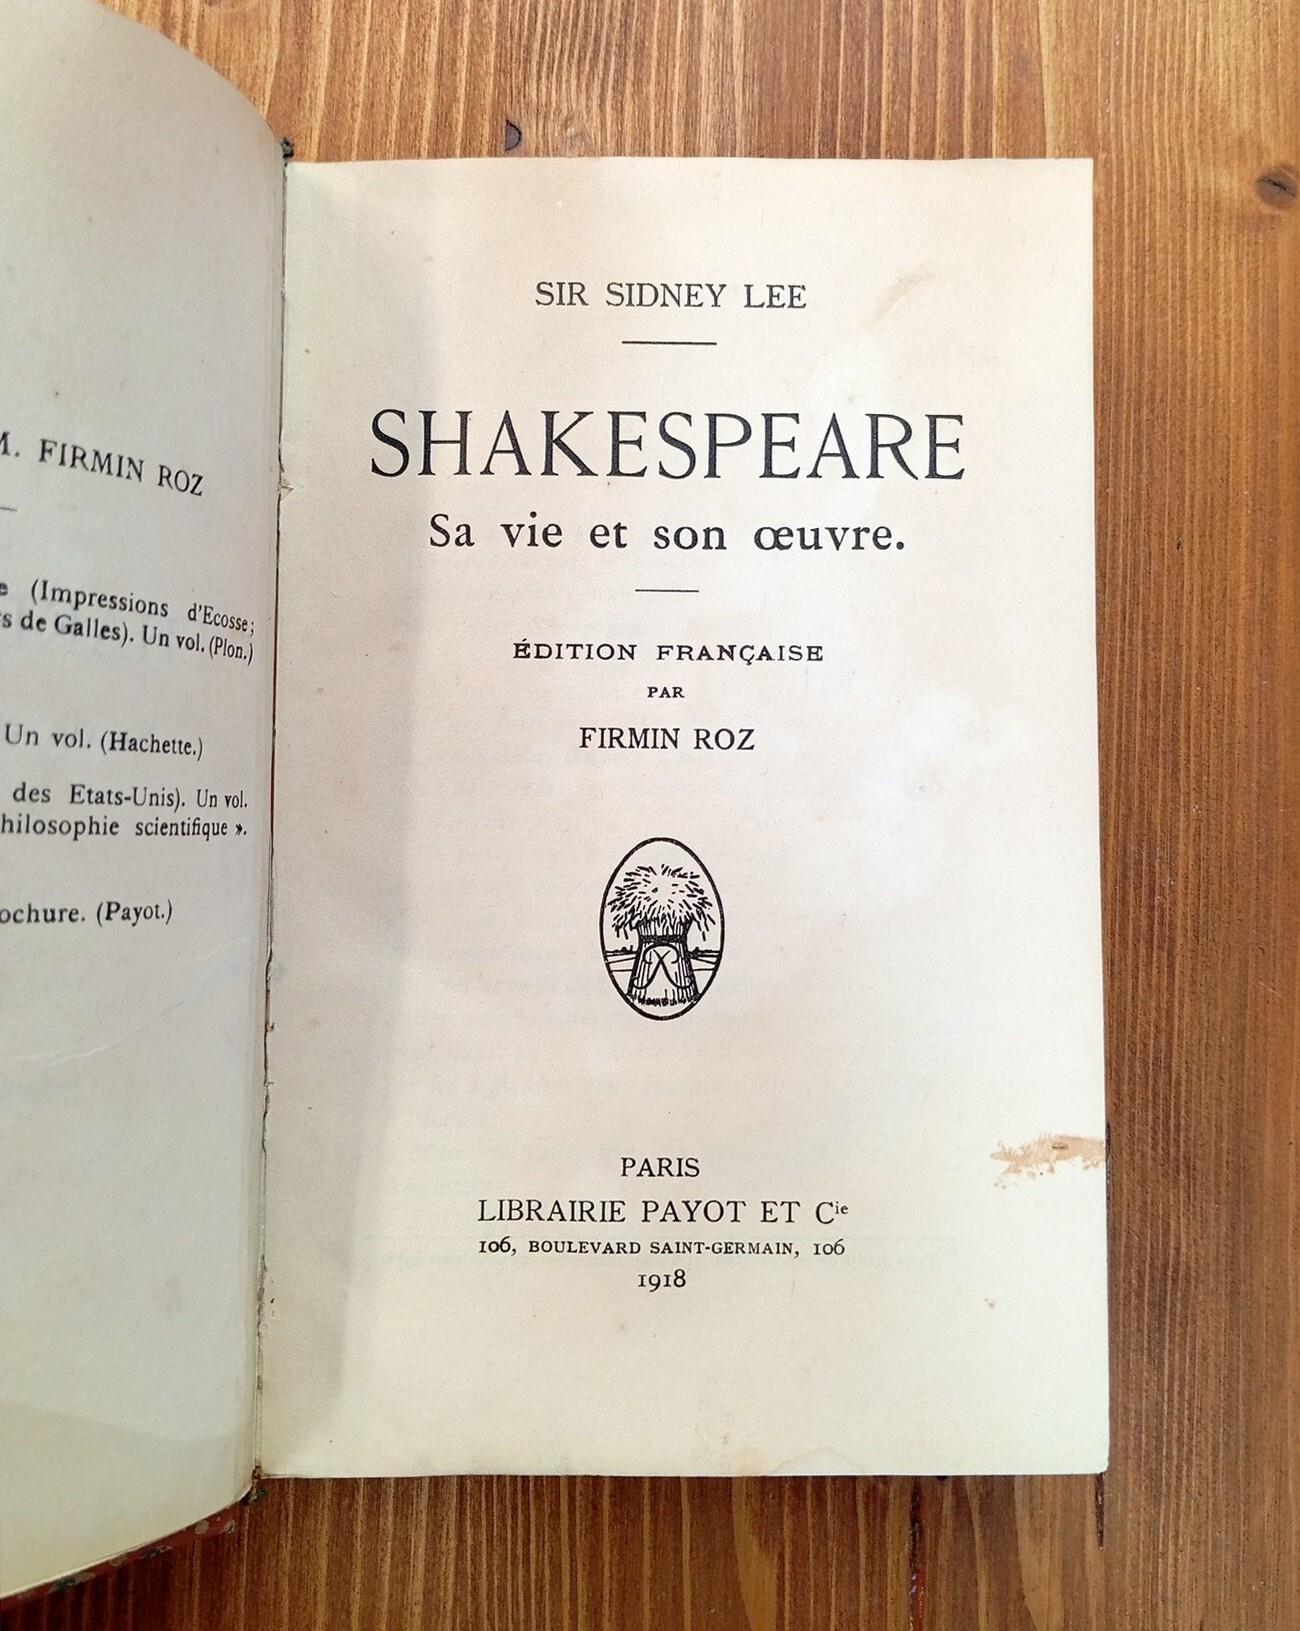 M. FIRMIN ROZ
(Impressions d'Ecosse;
de Galles). Un vol. (Plon.)
Un vol. (Hachette.)
des Etats-Unis). Un vol.
scientifique ».
(Payot.)
SIR SIDNEY LEE
SHAKESPEARE
Sa vie et son œuvre.
ÉDITION FRANÇAISE
PAR
FIRMIN ROZ
PARIS
LIBRAIRIE PAYOT ET Cie
106, BOULEVARD SAINT-GERMAIN, 106
1918